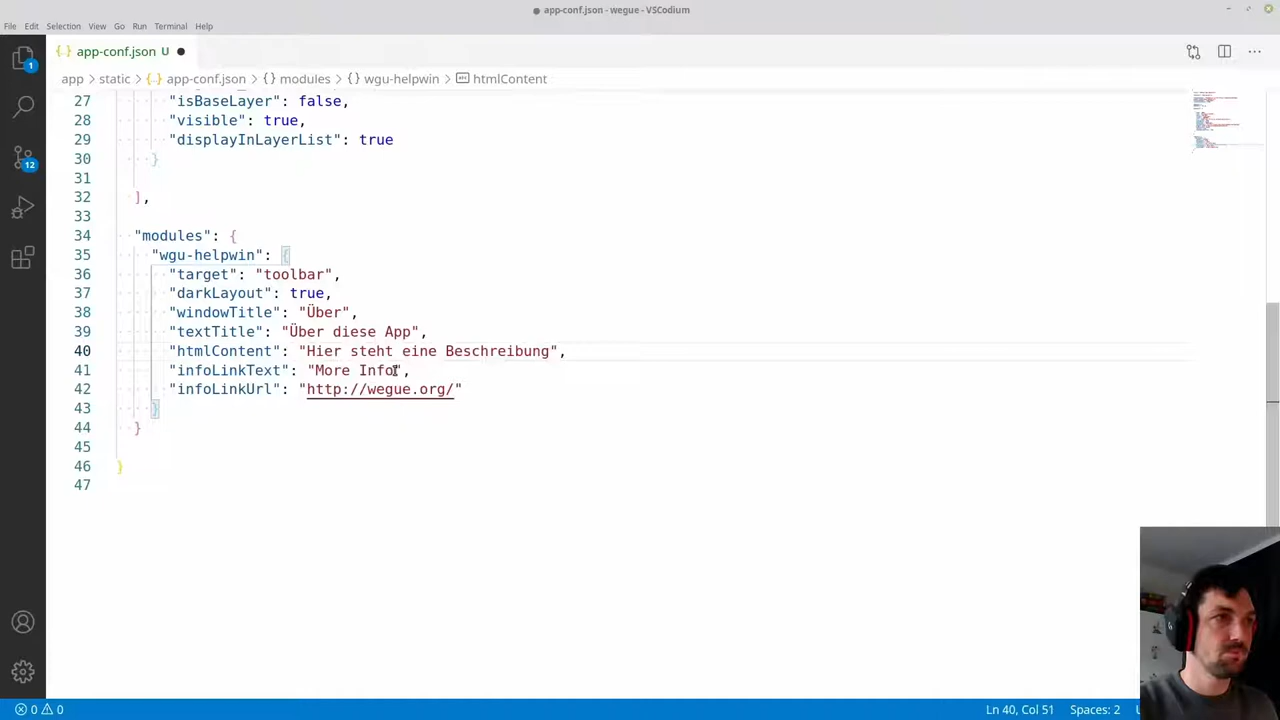 app-conf.json - wegue - VSCodium
File Edit Selection View Go Run Terminal Help
{..} app-conf.json U
app > static > {..} app-conf.json > {} modules > {} wgu-helpwin > htmlContent
27 "isBaseLayer": false,
28 "visible": true,
29 "displayInLayerList": true
30 }
31
32 ],
33
34 "modules": {
35 "wgu-helpwin": {
36 "target": "toolbar",
37 "darkLayout": true,
38 "windowTitle": "Über",
39 "textTitle": "Über diese App",
40 "htmlContent": "Hier steht eine Beschreibung",
41 "infoLinkText": "More Info",
42 "infoLinkUrl": "http://wegue.org/"
43 }
44 }
45
46 }
47
1
12
0 0 Ln 40, Col 51 Spaces: 2